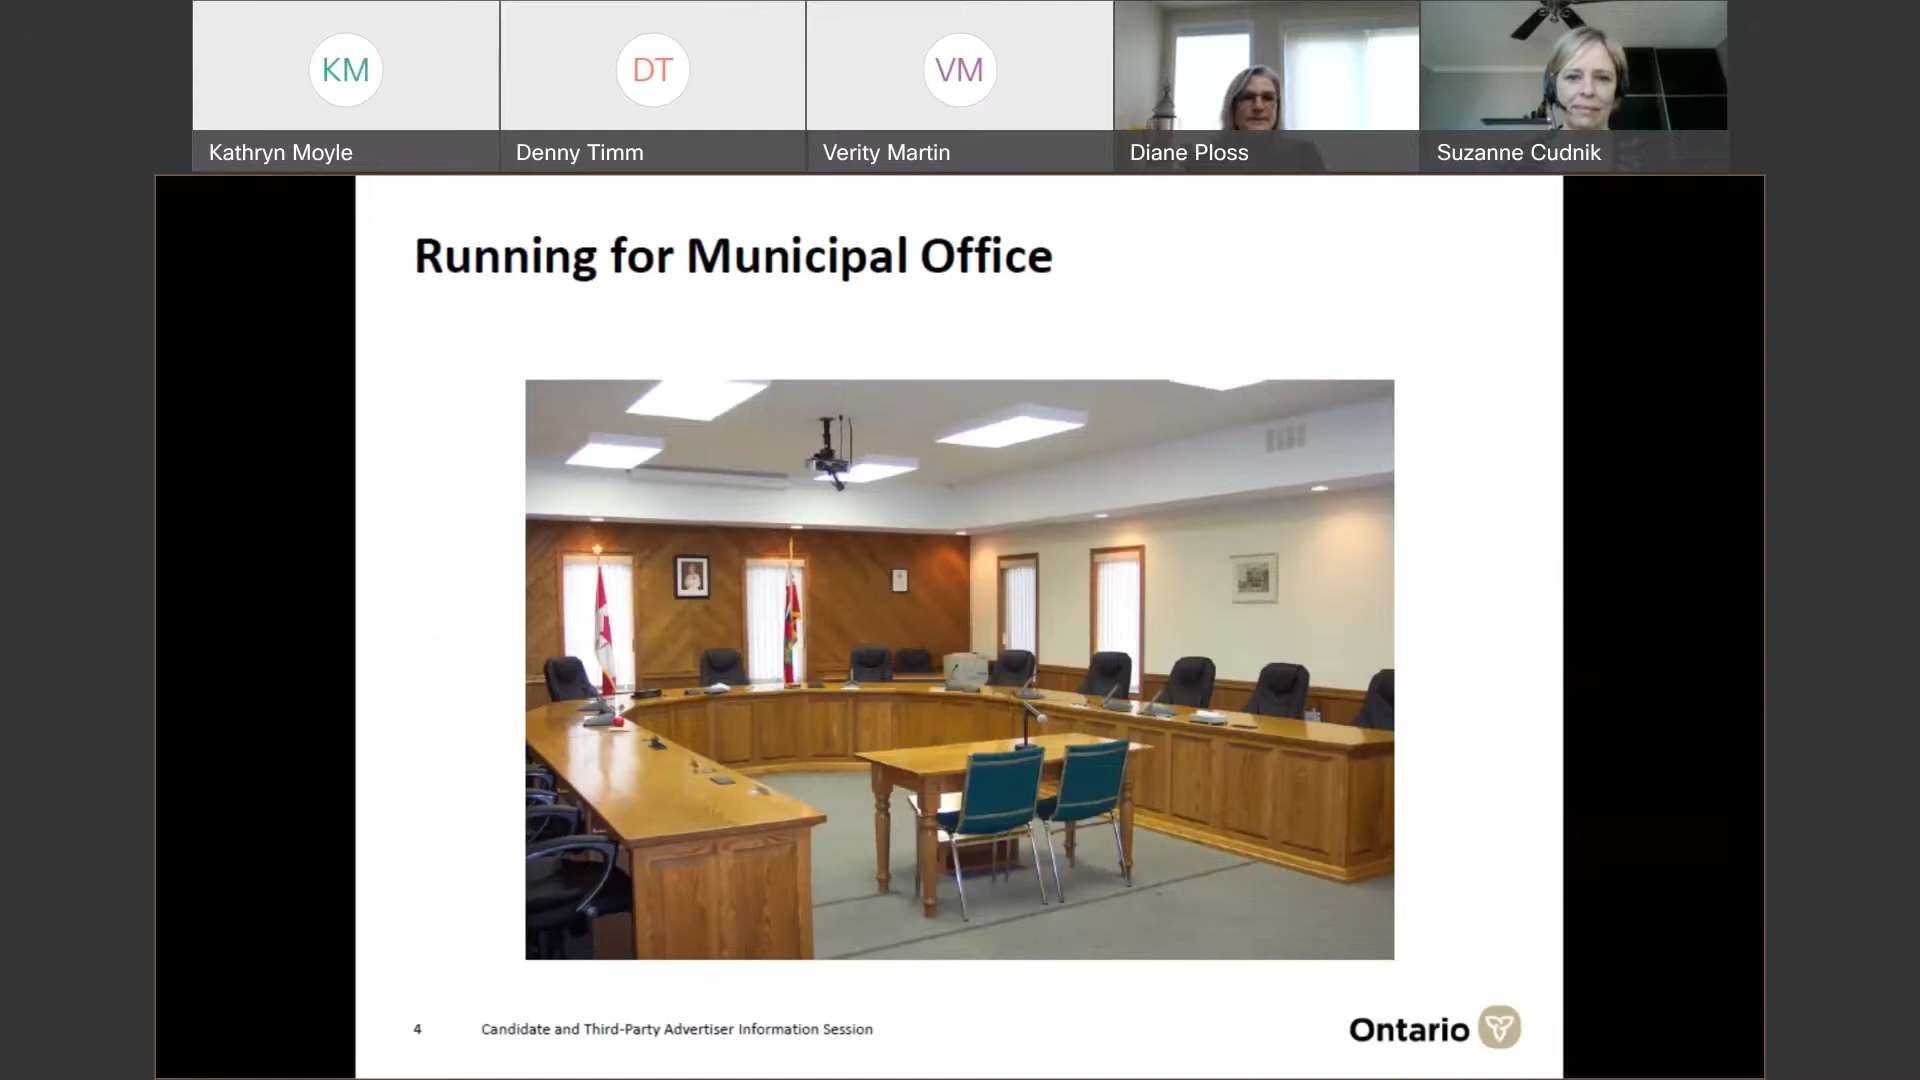 KM
DT
VM
Kathryn Moyle
Denny Timm
Verity Martin
Diane Ploss
Suzanne Cudnik
Running for Municipal Office
4
Candidate and Third-Party Advertiser Information Session
Ontario